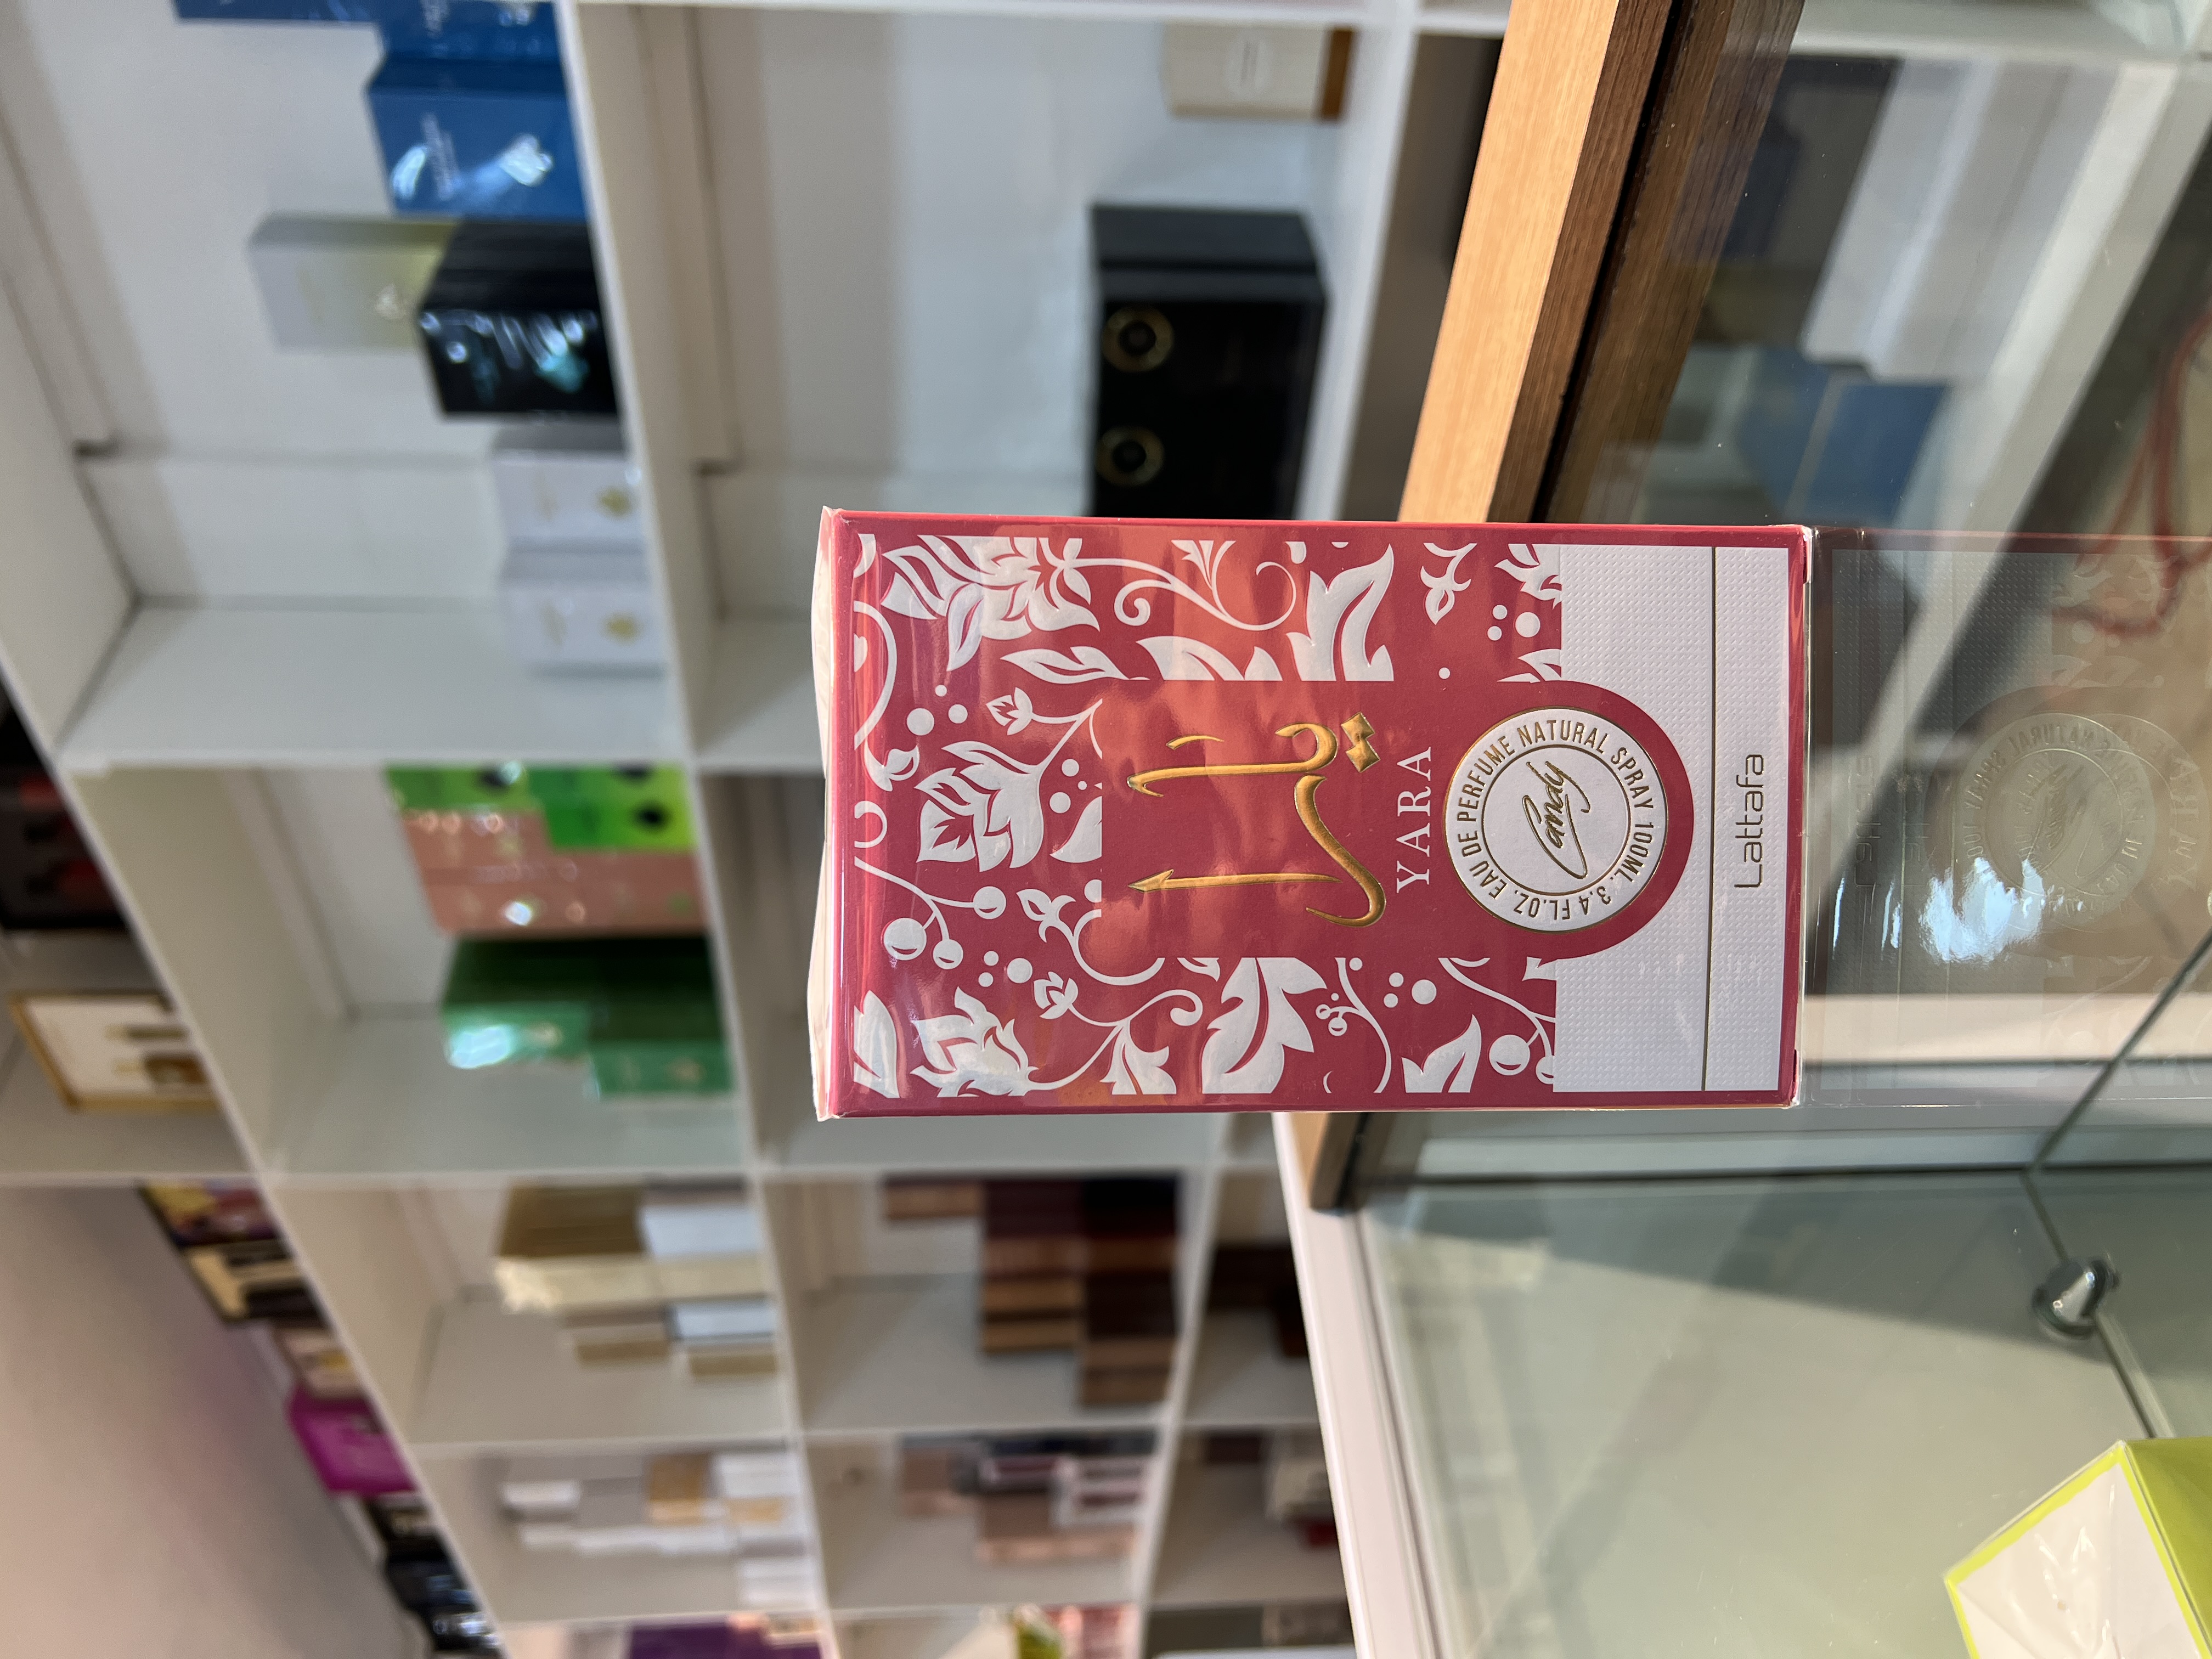 يارا
YARA
EAU DE PERFUME NATURAL SPRAY 100ML. 3.4 FL.OZ.
Candy
Lattafa